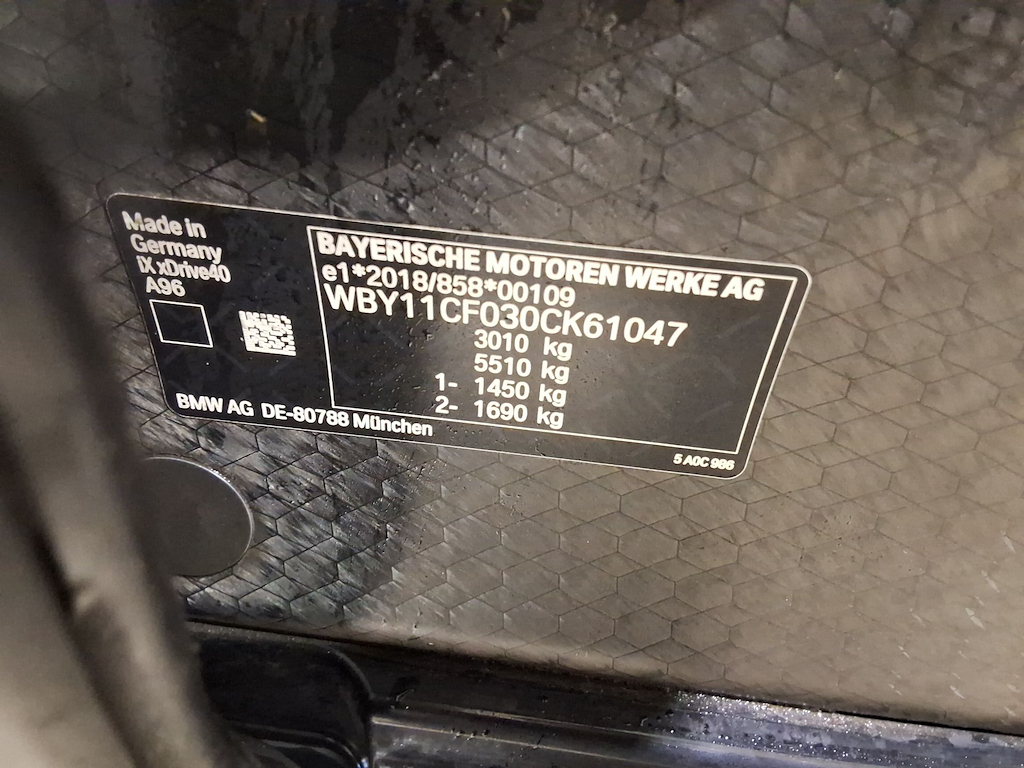 Made in
Germany
iX xDrive40
A96
BAYERISCHE MOTOREN WERKE AG
e1*2018/858*00109
WBY11CF030CK61047
3010 kg
5510 kg
1- 1450 kg
2- 1690 kg
BMW AG DE-80788 München
5 A0C 986